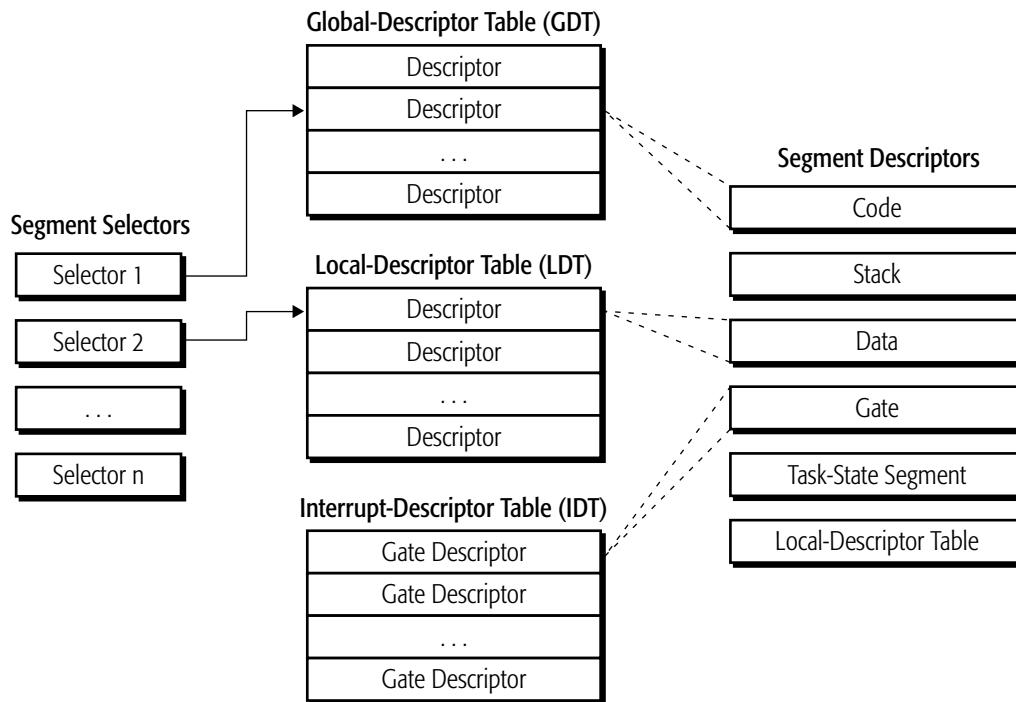 Global-Descriptor Table (GDT)
Descriptor
Descriptor
. . .
Descriptor
Segment Selectors
Selector 1
Selector 2
. . .
Selector n
Local-Descriptor Table (LDT)
Descriptor
Descriptor
. . .
Descriptor
Interrupt-Descriptor Table (IDT)
Gate Descriptor
Gate Descriptor
. . .
Gate Descriptor
Segment Descriptors
Code
Stack
Data
Gate
Task-State Segment
Local-Descriptor Table